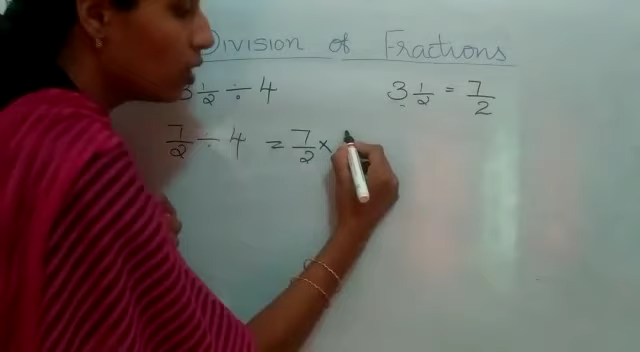 Division of Fractions
3 1/2 ÷ 4
3 1/2 = 7/2
7/2 ÷ 4 = 7/2 ×